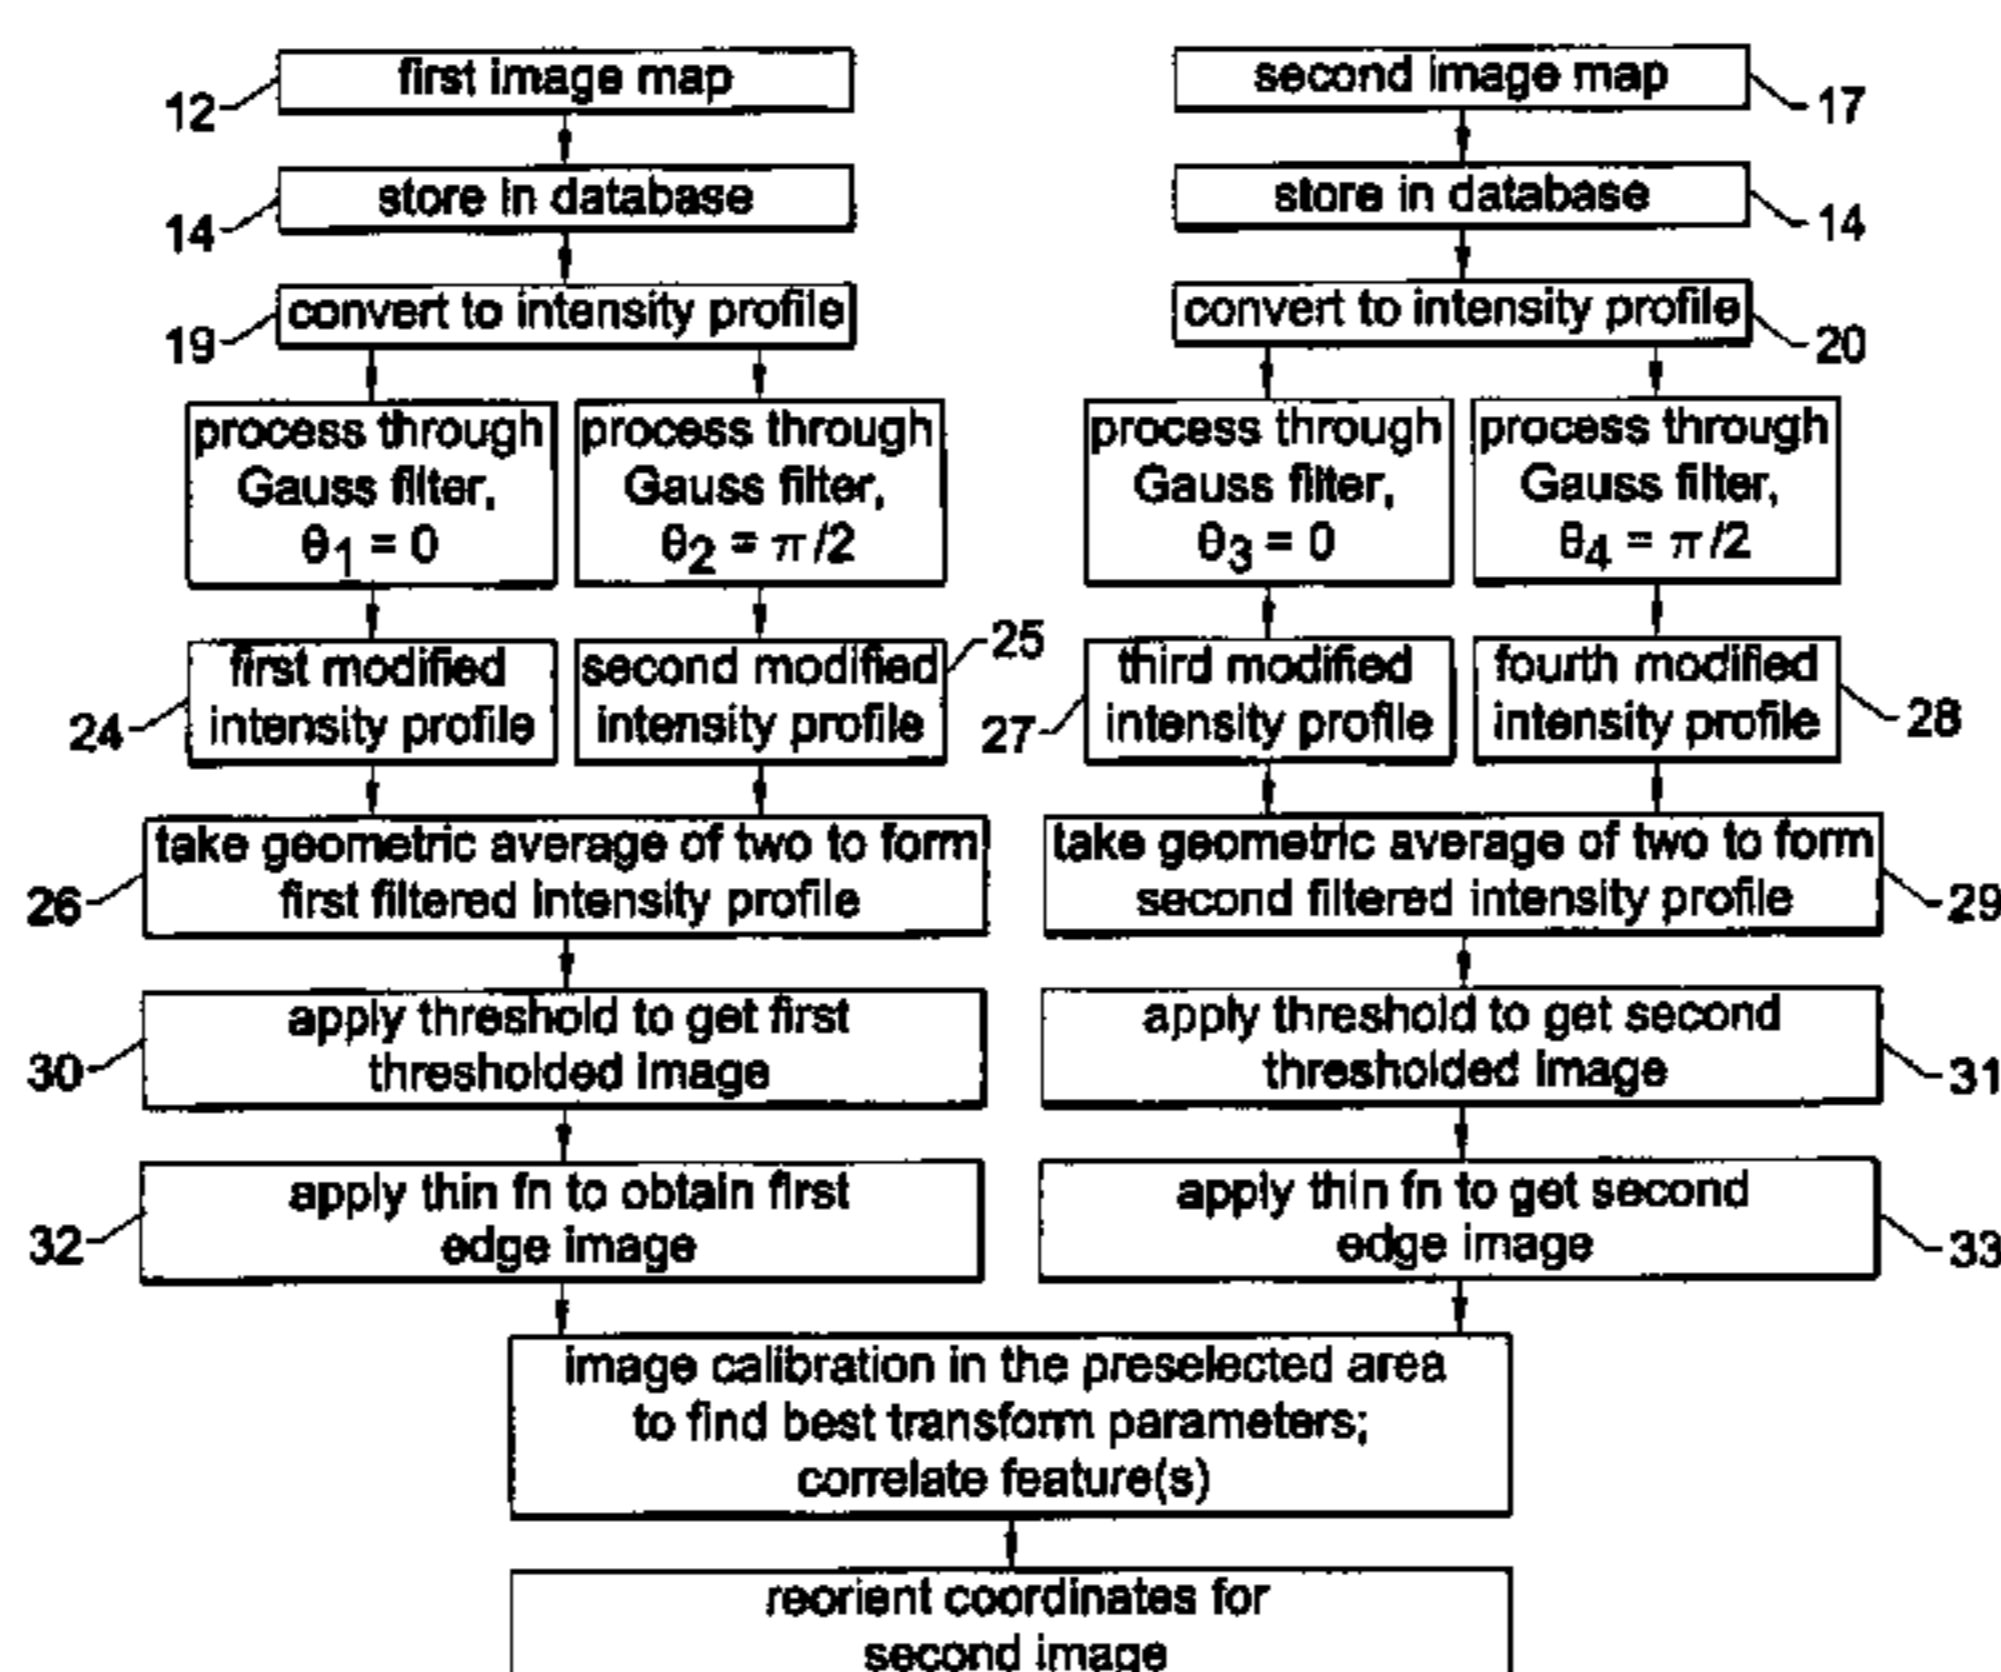 first image map
12
store in database
14
convert to intensity profile
19
process through
Gauss filter,
θ1 = 0
process through
Gauss filter,
θ2 = π/2
first modified
intensity profile
24
second modified
intensity profile
25
take geometric average of two to form
first filtered intensity profile
26
apply threshold to get first
thresholded image
30
apply thin fn to obtain first
edge image
32
second image map
17
store in database
14
convert to intensity profile
20
process through
Gauss filter,
θ3 = 0
process through
Gauss filter,
θ4 = π/2
third modified
intensity profile
27
fourth modified
intensity profile
28
take geometric average of two to form
second filtered intensity profile
29
apply threshold to get second
thresholded image
31
apply thin fn to get second
edge image
33
image calibration in the preselected area
to find best transform parameters;
correlate feature(s)
reorient coordinates for
second image